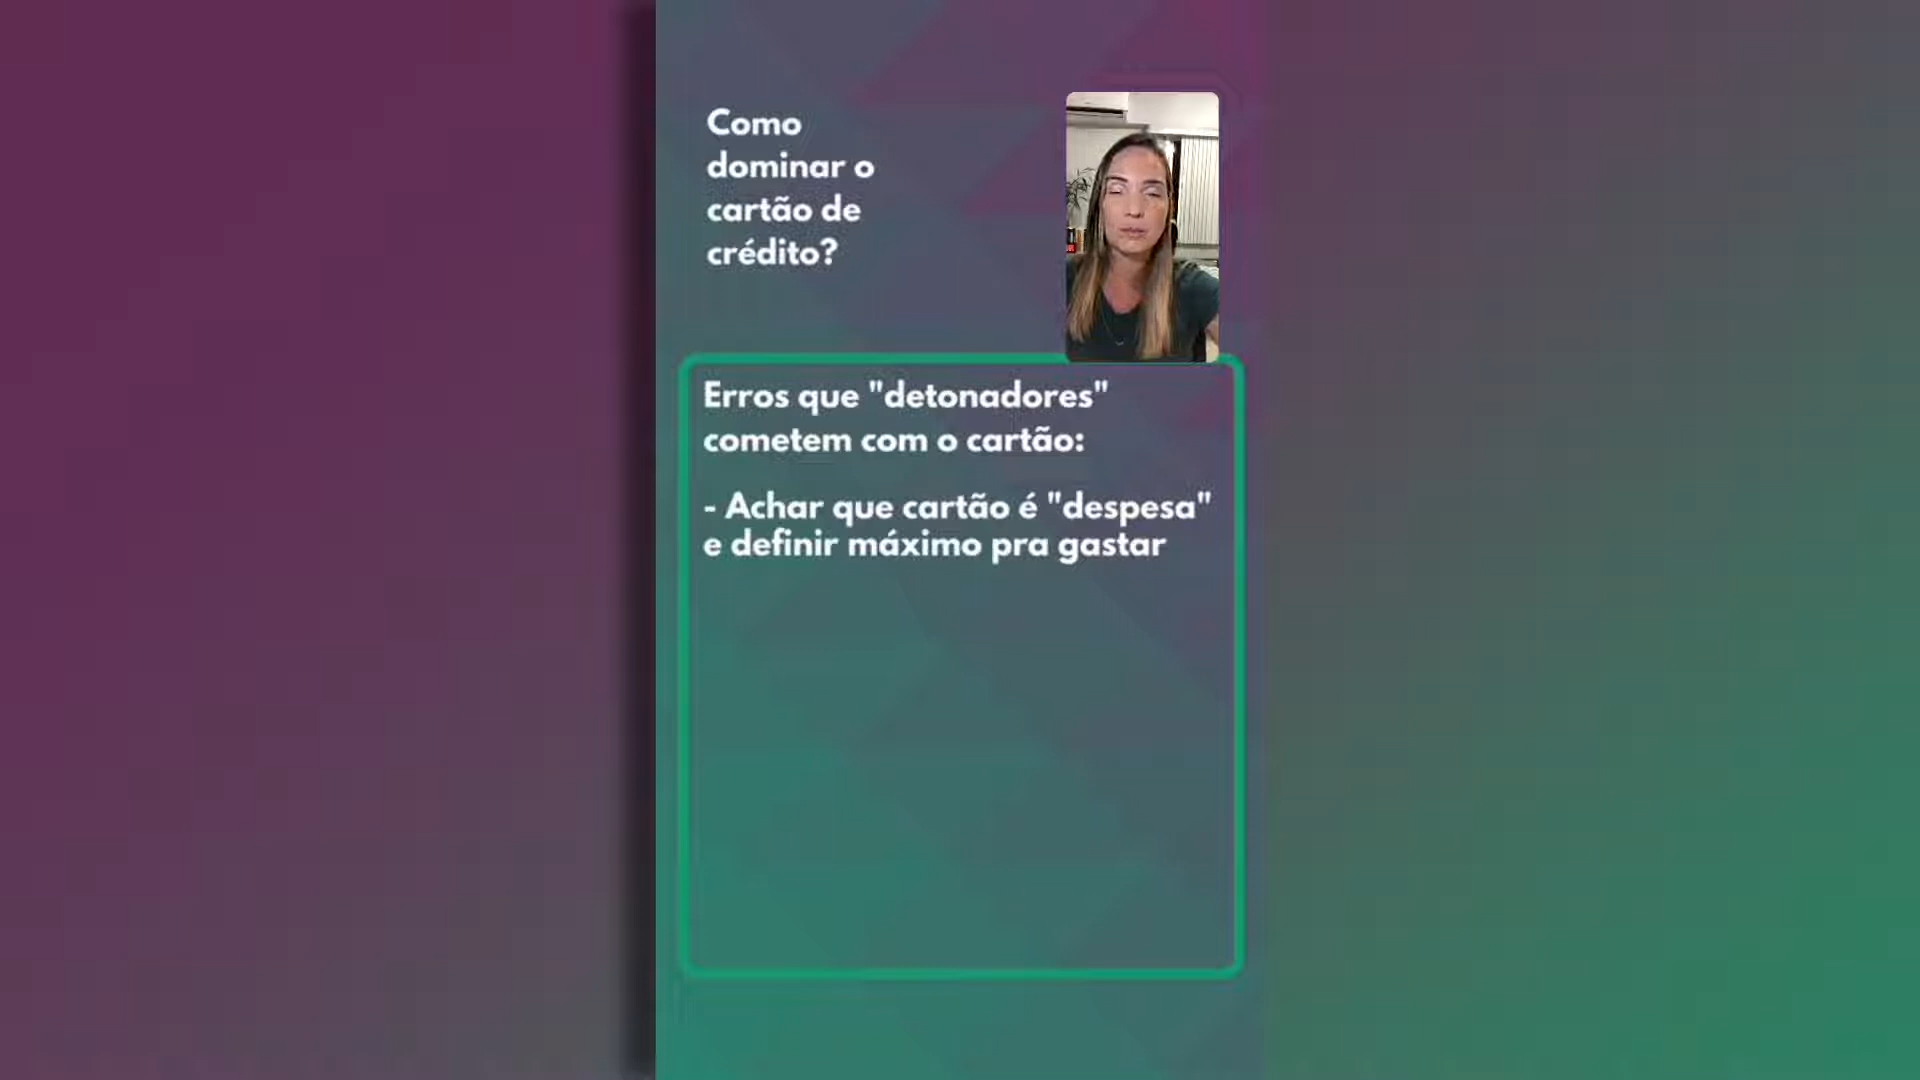 Como
dominar o
cartão de
crédito?
Erros que "detonadores"
cometem com o cartão:
- Achar que cartão é "despesa"
e definir máximo pra gastar